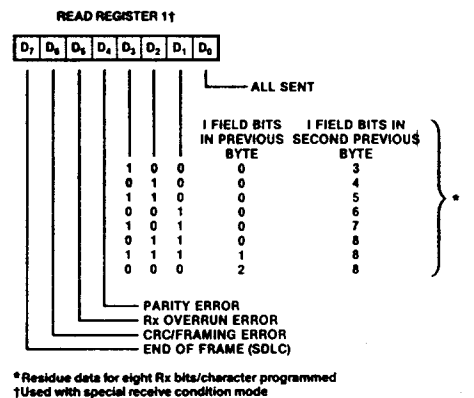 READ REGISTER 1†
D₇ D₆ D₅ D₄ D₃ D₂ D₁ D₀
ALL SENT
I FIELD BITS IN PREVIOUS BYTE I FIELD BITS IN SECOND PREVIOUS BYTE
1 0 0 0 3
0 1 0 0 4
1 1 0 0 5
0 0 1 0 6
1 0 1 0 7
0 1 1 0 8
1 1 1 1 8
0 0 0 2 8
*
PARITY ERROR
Rx OVERRUN ERROR
CRC/FRAMING ERROR
END OF FRAME (SDLC)
*Residue data for eight Rx bits/character programmed
†Used with special receive condition mode